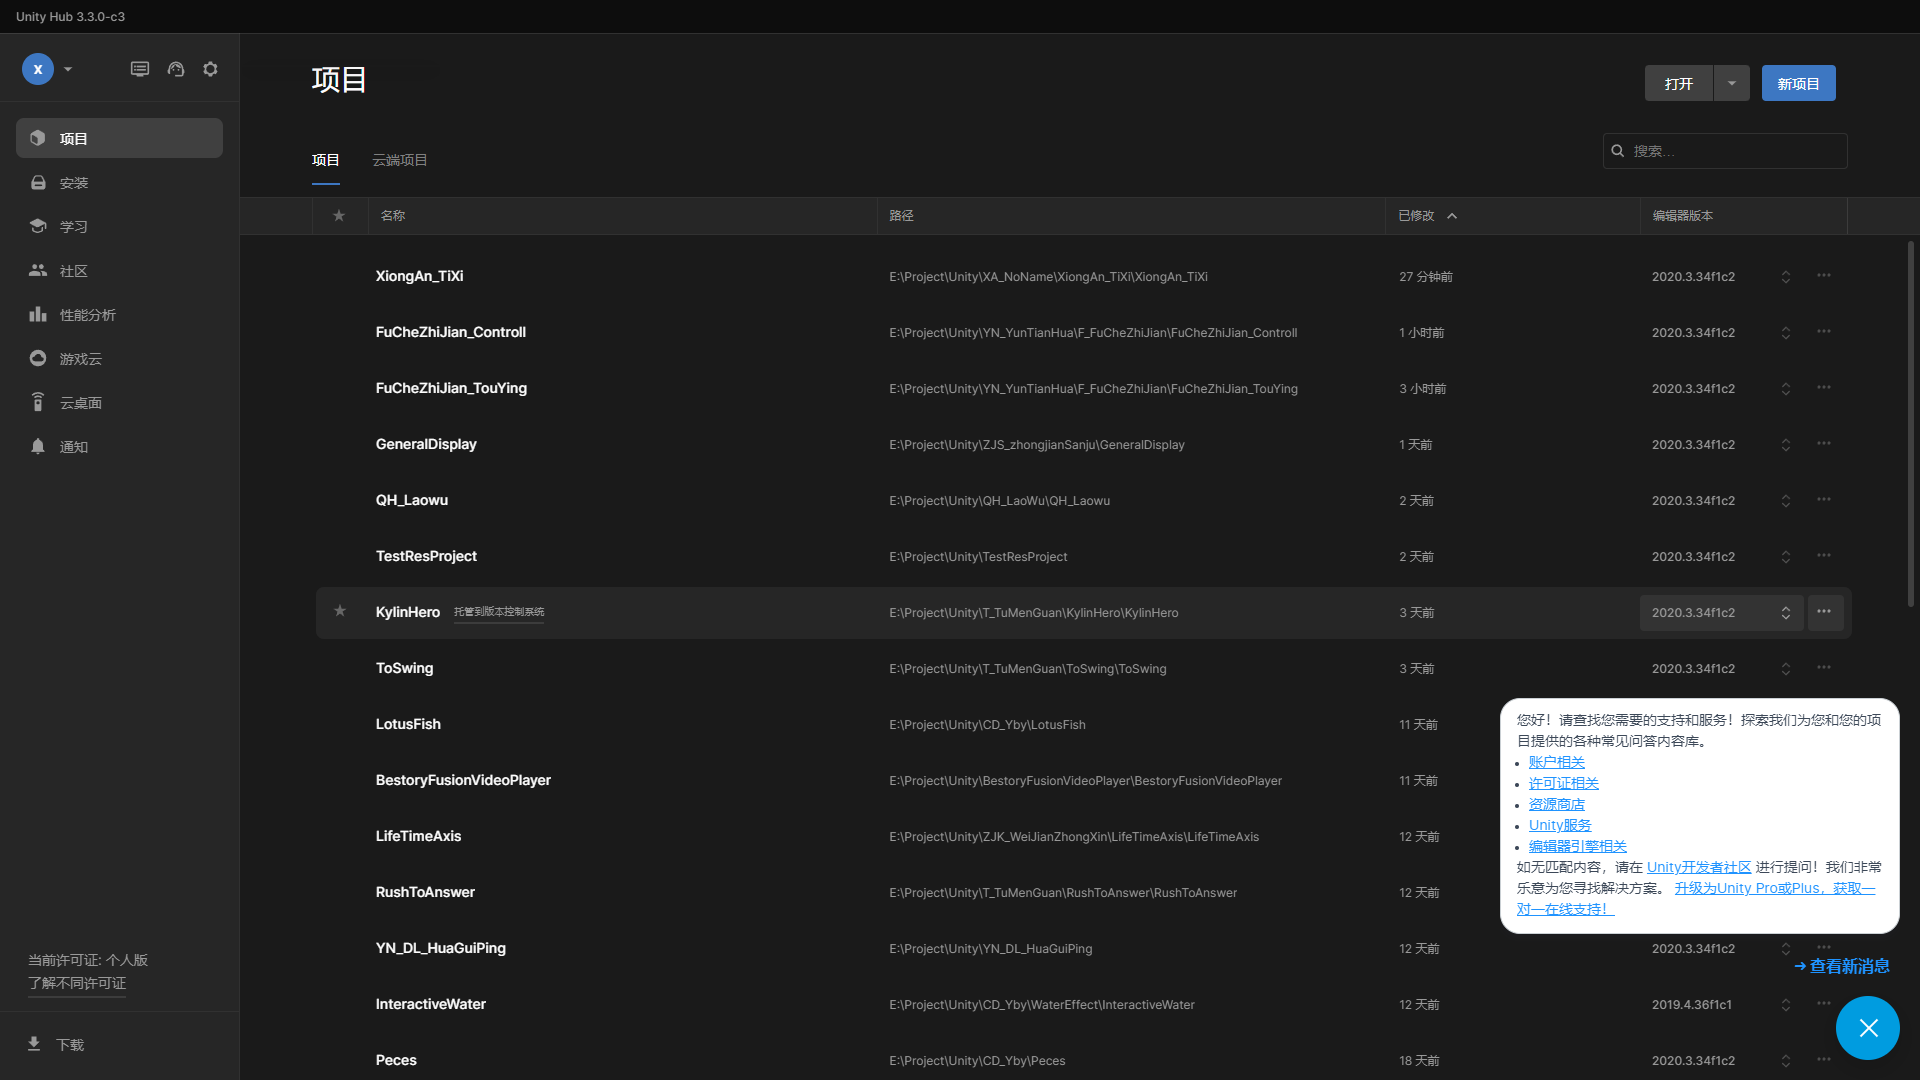 Unity Hub 3.3.0-c3
X
项目
安装
学习
社区
性能分析
游戏云
云桌面
通知
当前许可证: 个人版
了解不同许可证
下载
项目
打开
新项目
项目 云端项目
搜索...
名称 路径 已修改 编辑器版本
XiongAn_TiXi E:\Project\Unity\XA_NoName\XiongAn_TiXi\XiongAn_TiXi 27 分钟前 2020.3.34f1c2
FuCheZhiJian_Controll E:\Project\Unity\YN_YunTianHua\F_FuCheZhiJian\FuCheZhiJian_Controll 1 小时前 2020.3.34f1c2
FuCheZhiJian_TouYing E:\Project\Unity\YN_YunTianHua\F_FuCheZhiJian\FuCheZhiJian_TouYing 3 小时前 2020.3.34f1c2
GeneralDisplay E:\Project\Unity\ZJS_zhongjianSanju\GeneralDisplay 1 天前 2020.3.34f1c2
QH_Laowu E:\Project\Unity\QH_LaoWu\QH_Laowu 2 天前 2020.3.34f1c2
TestResProject E:\Project\Unity\TestResProject 2 天前 2020.3.34f1c2
KylinHero 托管到版本控制系统 E:\Project\Unity\T_TuMenGuan\KylinHero\KylinHero 3 天前 2020.3.34f1c2
ToSwing E:\Project\Unity\T_TuMenGuan\ToSwing\ToSwing 3 天前 2020.3.34f1c2
LotusFish E:\Project\Unity\CD_Yby\LotusFish 11 天前
BestoryFusionVideoPlayer E:\Project\Unity\BestoryFusionVideoPlayer\BestoryFusionVideoPlayer 11 天前
LifeTimeAxis E:\Project\Unity\ZJK_WeiJianZhongXin\LifeTimeAxis\LifeTimeAxis 12 天前
RushToAnswer E:\Project\Unity\T_TuMenGuan\RushToAnswer\RushToAnswer 12 天前
YN_DL_HuaGuiPing E:\Project\Unity\YN_DL_HuaGuiPing 12 天前 2020.3.34f1c2
InteractiveWater E:\Project\Unity\CD_Yby\WaterEffect\InteractiveWater 12 天前 2019.4.36f1c1
Peces E:\Project\Unity\CD_Yby\Peces 18 天前 2020.3.34f1c2
您好！请查找您需要的支持和服务！探索我们为您和您的项
目提供的各种常见问答内容库。
账户相关
许可证相关
资源商店
Unity服务
编辑器引擎相关
如无匹配内容，请在 Unity开发者社区 进行提问！我们非常
乐意为您寻找解决方案。 升级为Unity Pro或Plus，获取一
对一在线支持！
查看新消息